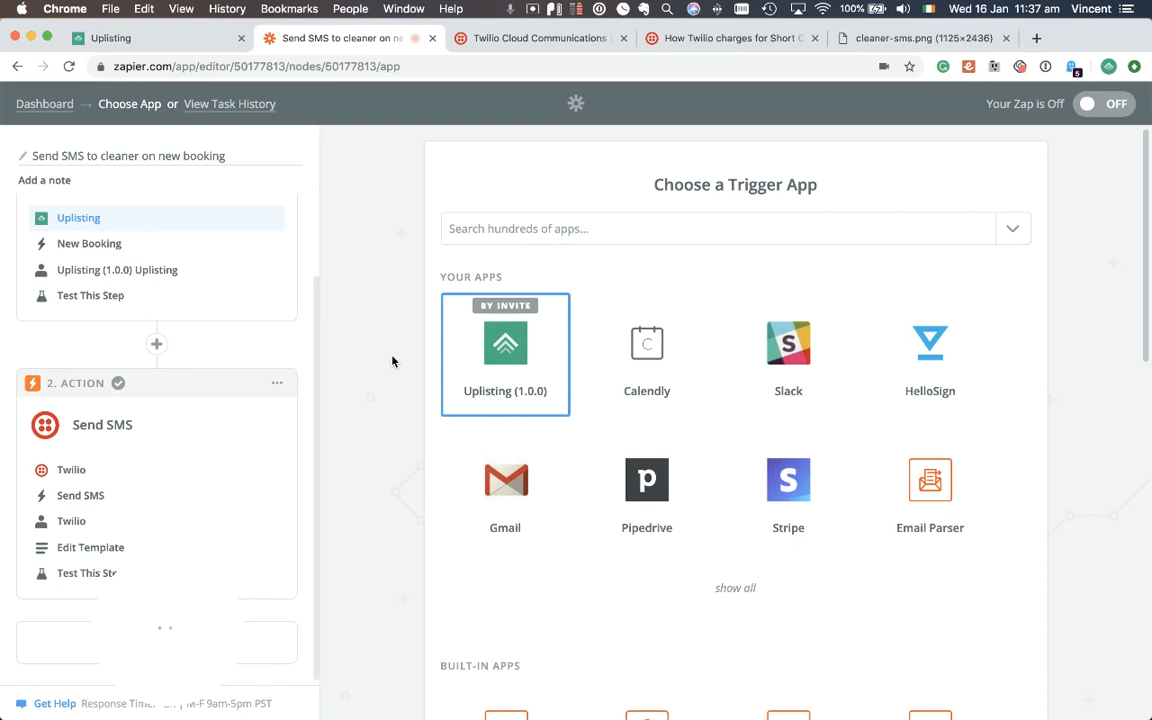 Chrome File Edit View History Bookmarks People Window Help 100% Wed 16 Jan 11:37 am Vincent
Uplisting
Send SMS to cleaner on ne
Twilio Cloud Communications
How Twilio charges for Short C
cleaner-sms.png (1125×2436)
zapier.com/app/editor/50177813/nodes/50177813/app
5
Dashboard → Choose App or View Task History
Your Zap is Off OFF
Send SMS to cleaner on new booking
Add a note
Uplisting
New Booking
Uplisting (1.0.0) Uplisting
Test This Step
2. ACTION
Send SMS
Twilio
Send SMS
Twilio
Edit Template
Test This
Get Help Response M-F 9am-5pm PST
Choose a Trigger App
Search hundreds of apps...
YOUR APPS
BY INVITE
Uplisting (1.0.0)
C
Calendly
S
Slack
HelloSign
Gmail
p
Pipedrive
S
Stripe
Email Parser
show all
BUILT-IN APPS